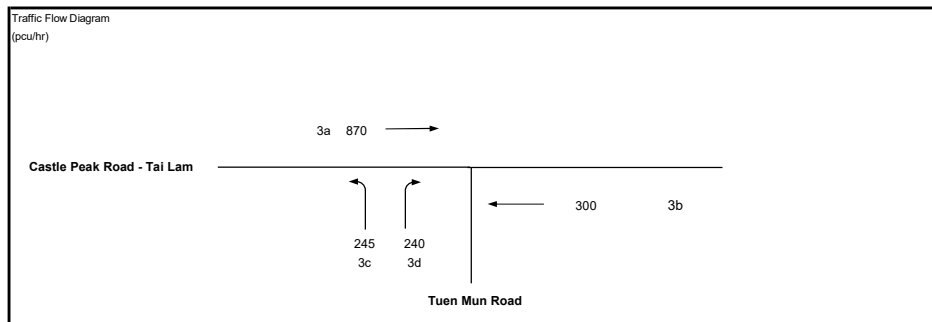 Traffic Flow Diagram
(pcu/hr)
3a 870
Castle Peak Road - Tai Lam
300 3b
245 240
3c 3d
Tuen Mun Road